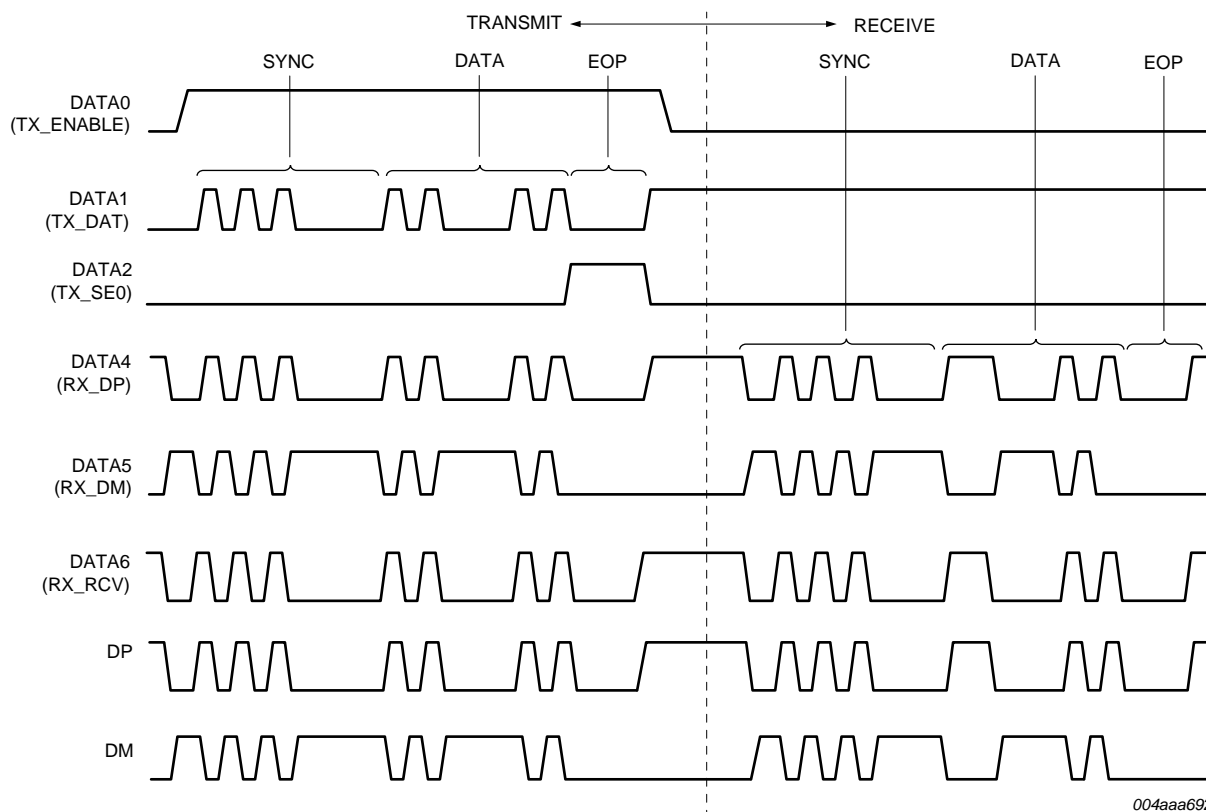 TRANSMIT
RECEIVE
SYNC
DATA
EOP
SYNC
DATA
EOP
DATA0
(TX_ENABLE)
DATA1
(TX_DAT)
DATA2
(TX_SE0)
DATA4
(RX_DP)
DATA5
(RX_DM)
DATA6
(RX_RCV)
DP
DM
004aaa692